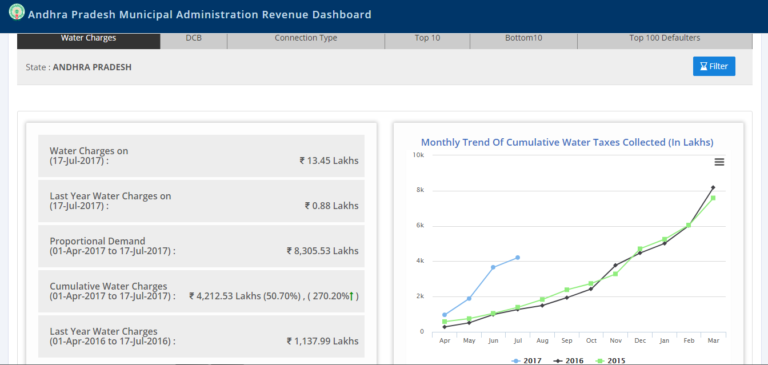 Andhra Pradesh Municipal Administration Revenue Dashboard
Water Charges DCB Connection Type Top 10 Bottom10 Top 100 Defaulters
State : ANDHRA PRADESH
Filter
Water Charges on
(17-Jul-2017) : ₹ 13.45 Lakhs
Last Year Water Charges on
(17-Jul-2017) : ₹ 0.88 Lakhs
Proportional Demand
(01-Apr-2017 to 17-Jul-2017) : ₹ 8,305.53 Lakhs
Cumulative Water Charges
(01-Apr-2017 to 17-Jul-2017) : ₹ 4,212.53 Lakhs (50.70%) , ( 270.20%⬆ )
Last Year Water Charges
(01-Apr-2016 to 17-Jul-2016) : ₹ 1,137.99 Lakhs
Monthly Trend Of Cumulative Water Taxes Collected (In Lakhs)
10k
8k
6k
4k
2k
0
Apr May Jun Jul Aug Sep Oct Nov Dec Jan Feb Mar
2017 2016 2015